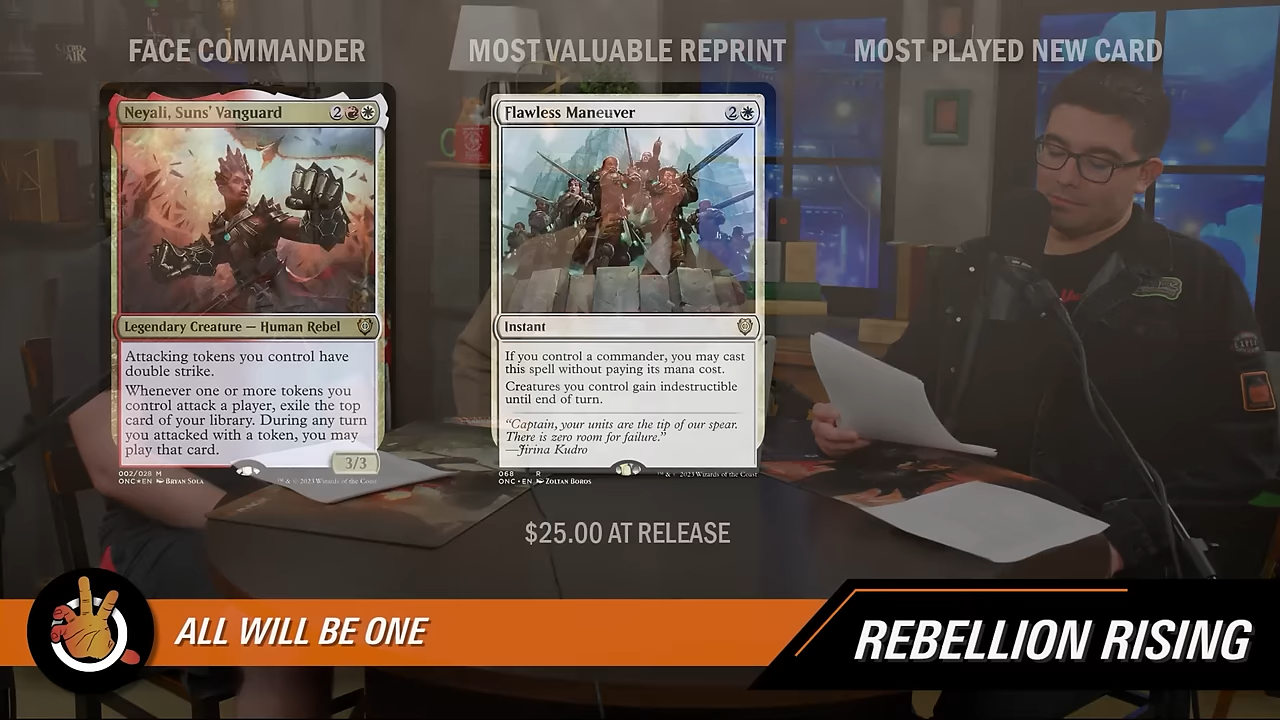 FACE COMMANDER
MOST VALUABLE REPRINT
MOST PLAYED NEW CARD
Neyali, Suns' Vanguard 2
Legendary Creature — Human Rebel
Attacking tokens you control have
double strike.
Whenever one or more tokens you
control attack a player, exile the top
card of your library. During any turn
you attacked with a token, you may
play that card.
3/3
002/028 M
ONC★EN Bryan Sola
™ & © 2023 Wizards of the Coast
Flawless Maneuver 2
Instant
If you control a commander, you may cast
this spell without paying its mana cost.
Creatures you control gain indestructible
until end of turn.
"Captain, your units are the tip of our spear.
There is zero room for failure."
—Jirina Kudro
068 R
ONC • EN Zoltan Boros
™ & © 2023 Wizards of the Coast
$25.00 AT RELEASE
ALL WILL BE ONE
REBELLION RISING